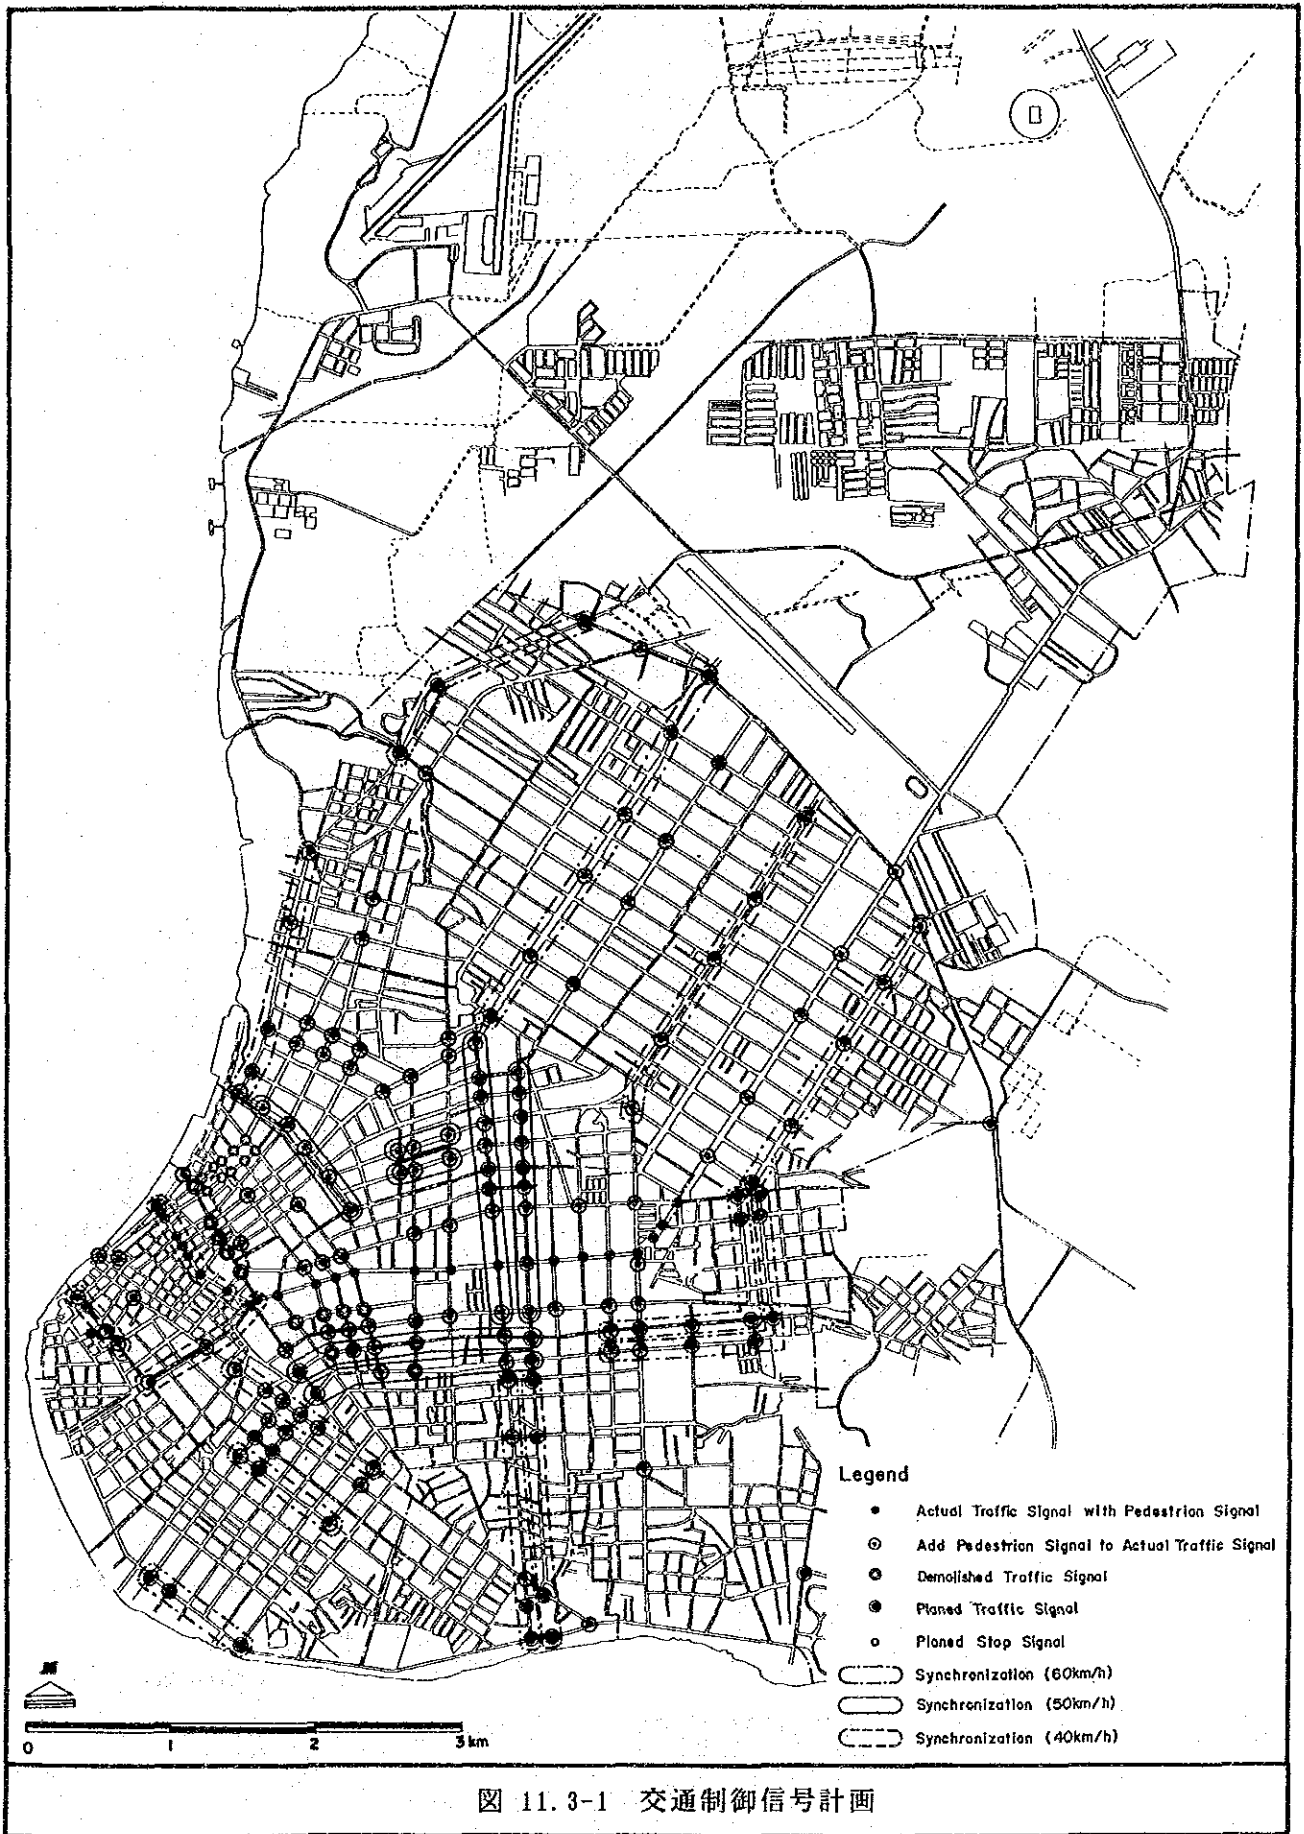 Legend
Actual Traffic Signal with Pedestrian Signal
Add Pedestrian Signal to Actual Traffic Signal
Demolished Traffic Signal
Planed Traffic Signal
Planed Stop Signal
Synchronization (60km/h)
Synchronization (50km/h)
Synchronization (40km/h)
0 1 2 3km
図 11.3-1 交通制御信号計画